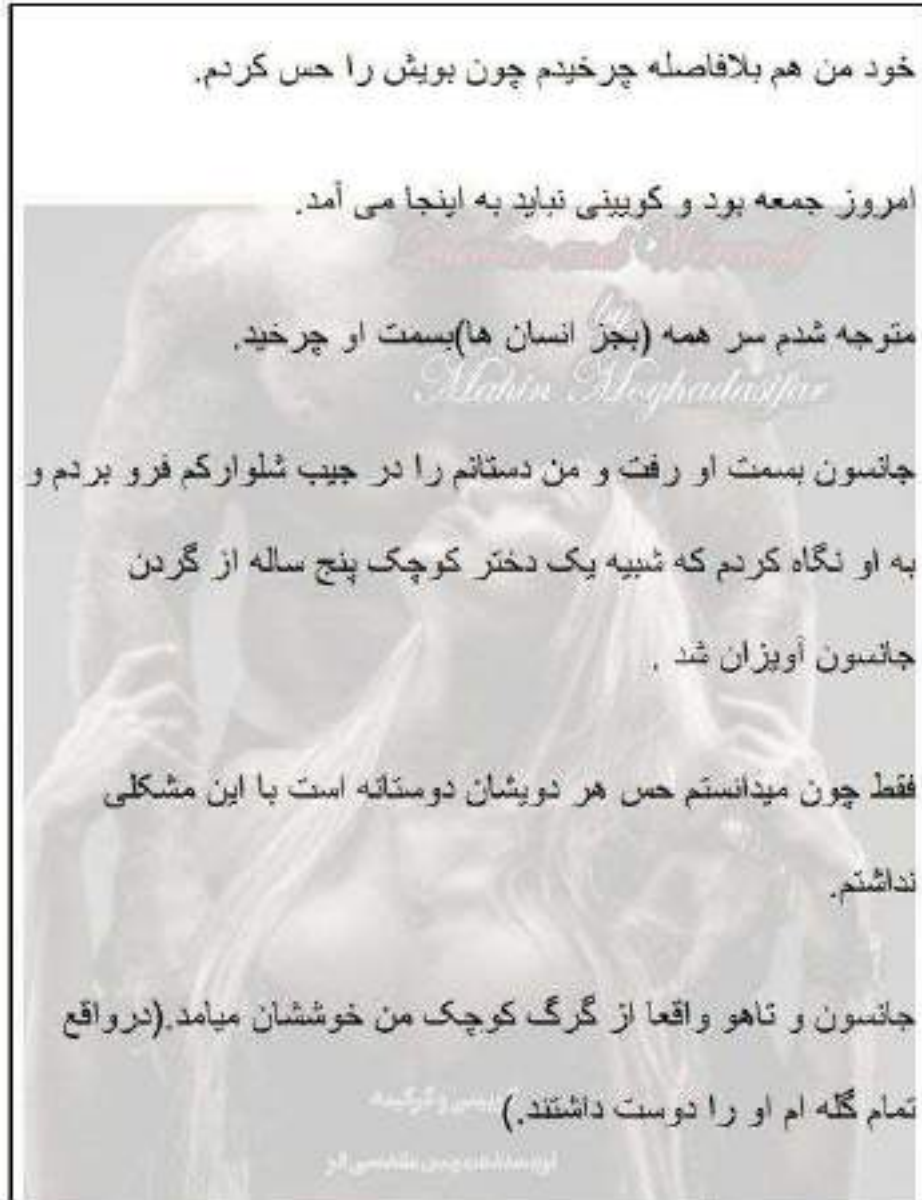 خود من هم بلافاصله چرخیدم چون بویش را حس کردم.
امروز جمعه بود و کویینی نباید به اینجا می آمد.
by
متوجه شدم سر همه (بجز انسان ها)بسمت او چرخید.
Mahin Moghadasifar
جانسون بسمت او رفت و من دستانم را در جیب شلوارکم فرو بردم و
به او نگاه کردم که شبیه یک دختر کوچک پنج ساله از گردن
جانسون آویزان شد .
فقط چون میدانستم حس هر دویشان دوستانه است با این مشکلی
نداشتم.
جانسون و تاهو واقعا از گرگ کوچک من خوششان میامد.(درواقع
تمام گله ام او را دوست داشتند.)